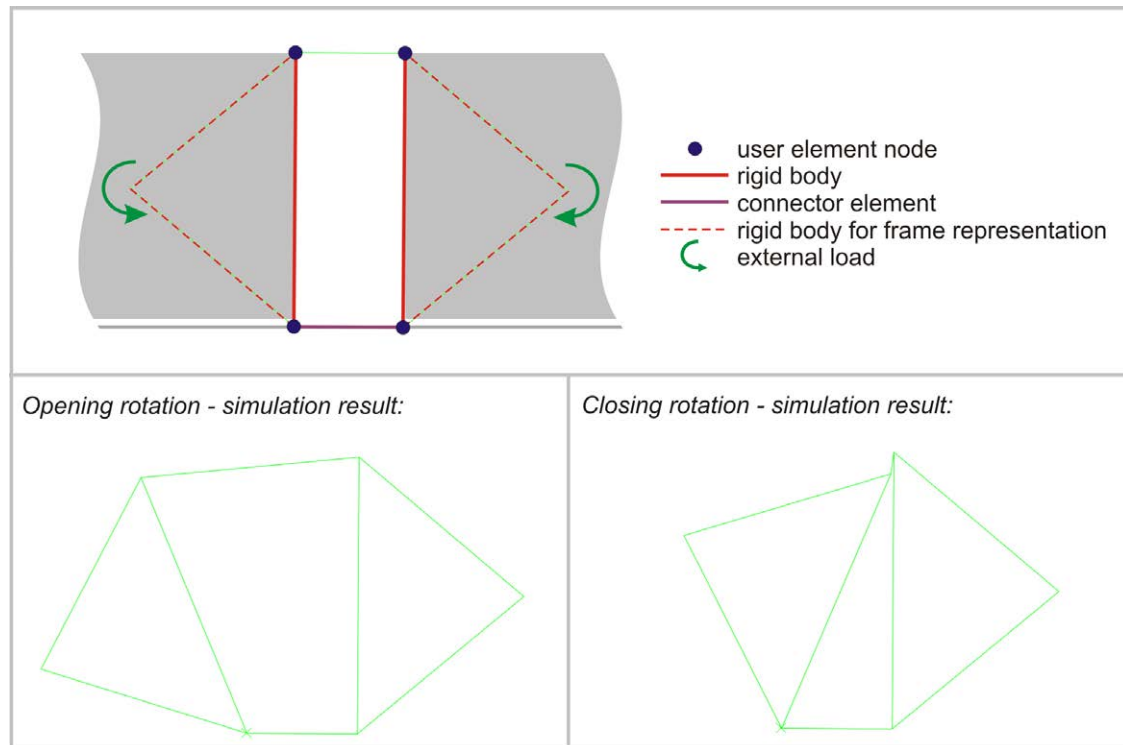 user element node
rigid body
connector element
rigid body for frame representation
external load
Opening rotation - simulation result:
Closing rotation - simulation result: